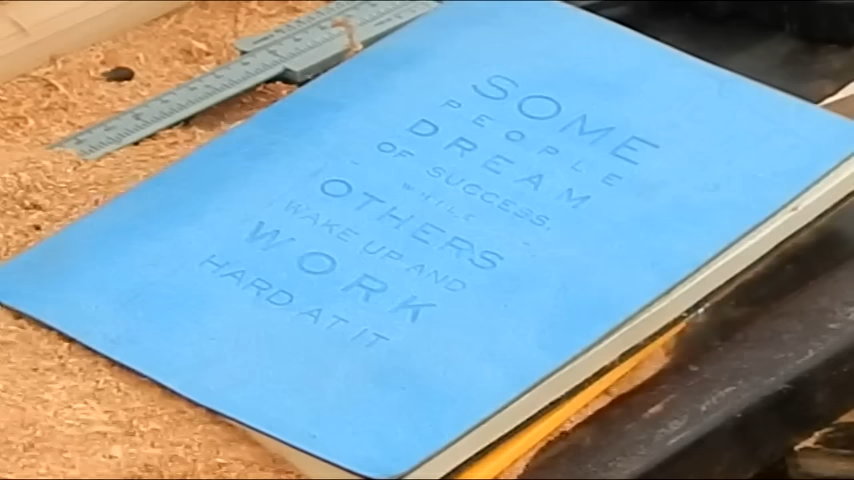 SOME
PEOPLE
DREAM
OF SUCCESS.
WHILE
OTHERS
WAKE UP AND
WORK
HARD AT IT